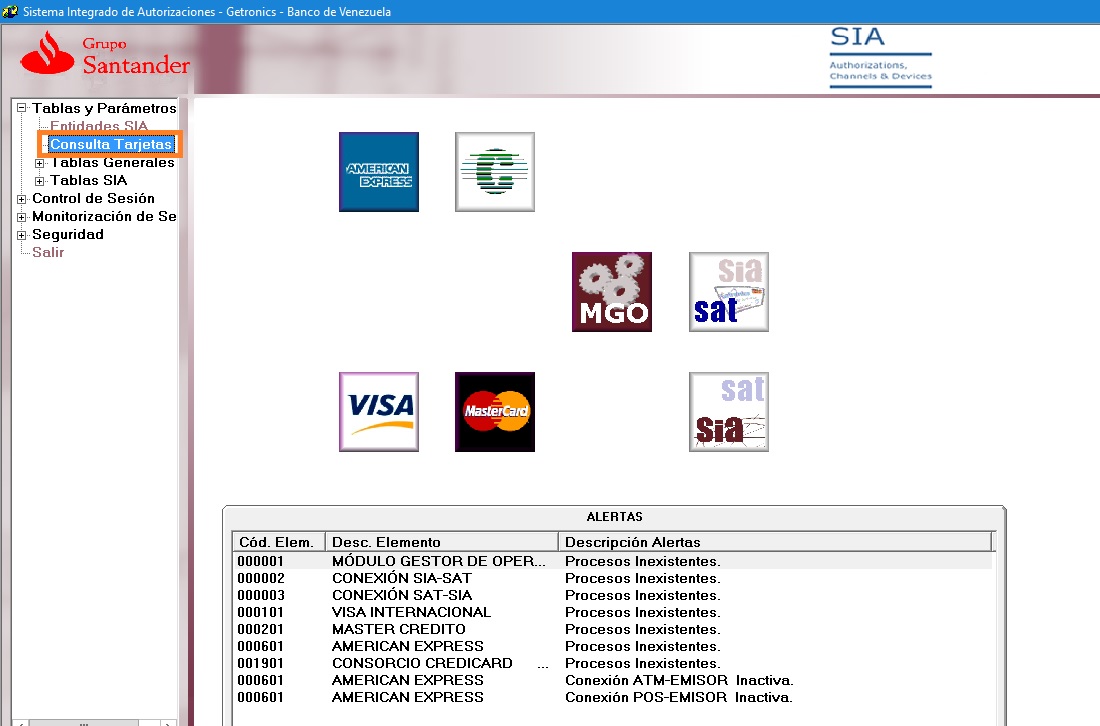 Sistema Integrado de Autorizaciones - Getronics - Banco de Venezuela
Grupo
Santander
SIA
Authorizations,
Channels & Devices
Tablas y Parámetros
Entidades SIA
Consulta Tarjetas
Tablas Generales
Tablas SIA
Control de Sesión
Monitorización de Se
Seguridad
Salir
AMERICAN
EXPRESS
C
MGO
sia
sat
VISA
MasterCard
sat
sia
ALERTAS
Cód. Elem. Desc. Elemento Descripción Alertas
000001 MÓDULO GESTOR DE OPER... Procesos Inexistentes.
000002 CONEXIÓN SIA-SAT Procesos Inexistentes.
000003 CONEXIÓN SAT-SIA Procesos Inexistentes.
000101 VISA INTERNACIONAL Procesos Inexistentes.
000201 MASTER CREDITO Procesos Inexistentes.
000601 AMERICAN EXPRESS Procesos Inexistentes.
001901 CONSORCIO CREDICARD ... Procesos Inexistentes.
000601 AMERICAN EXPRESS Conexión ATM-EMISOR Inactiva.
000601 AMERICAN EXPRESS Conexión POS-EMISOR Inactiva.